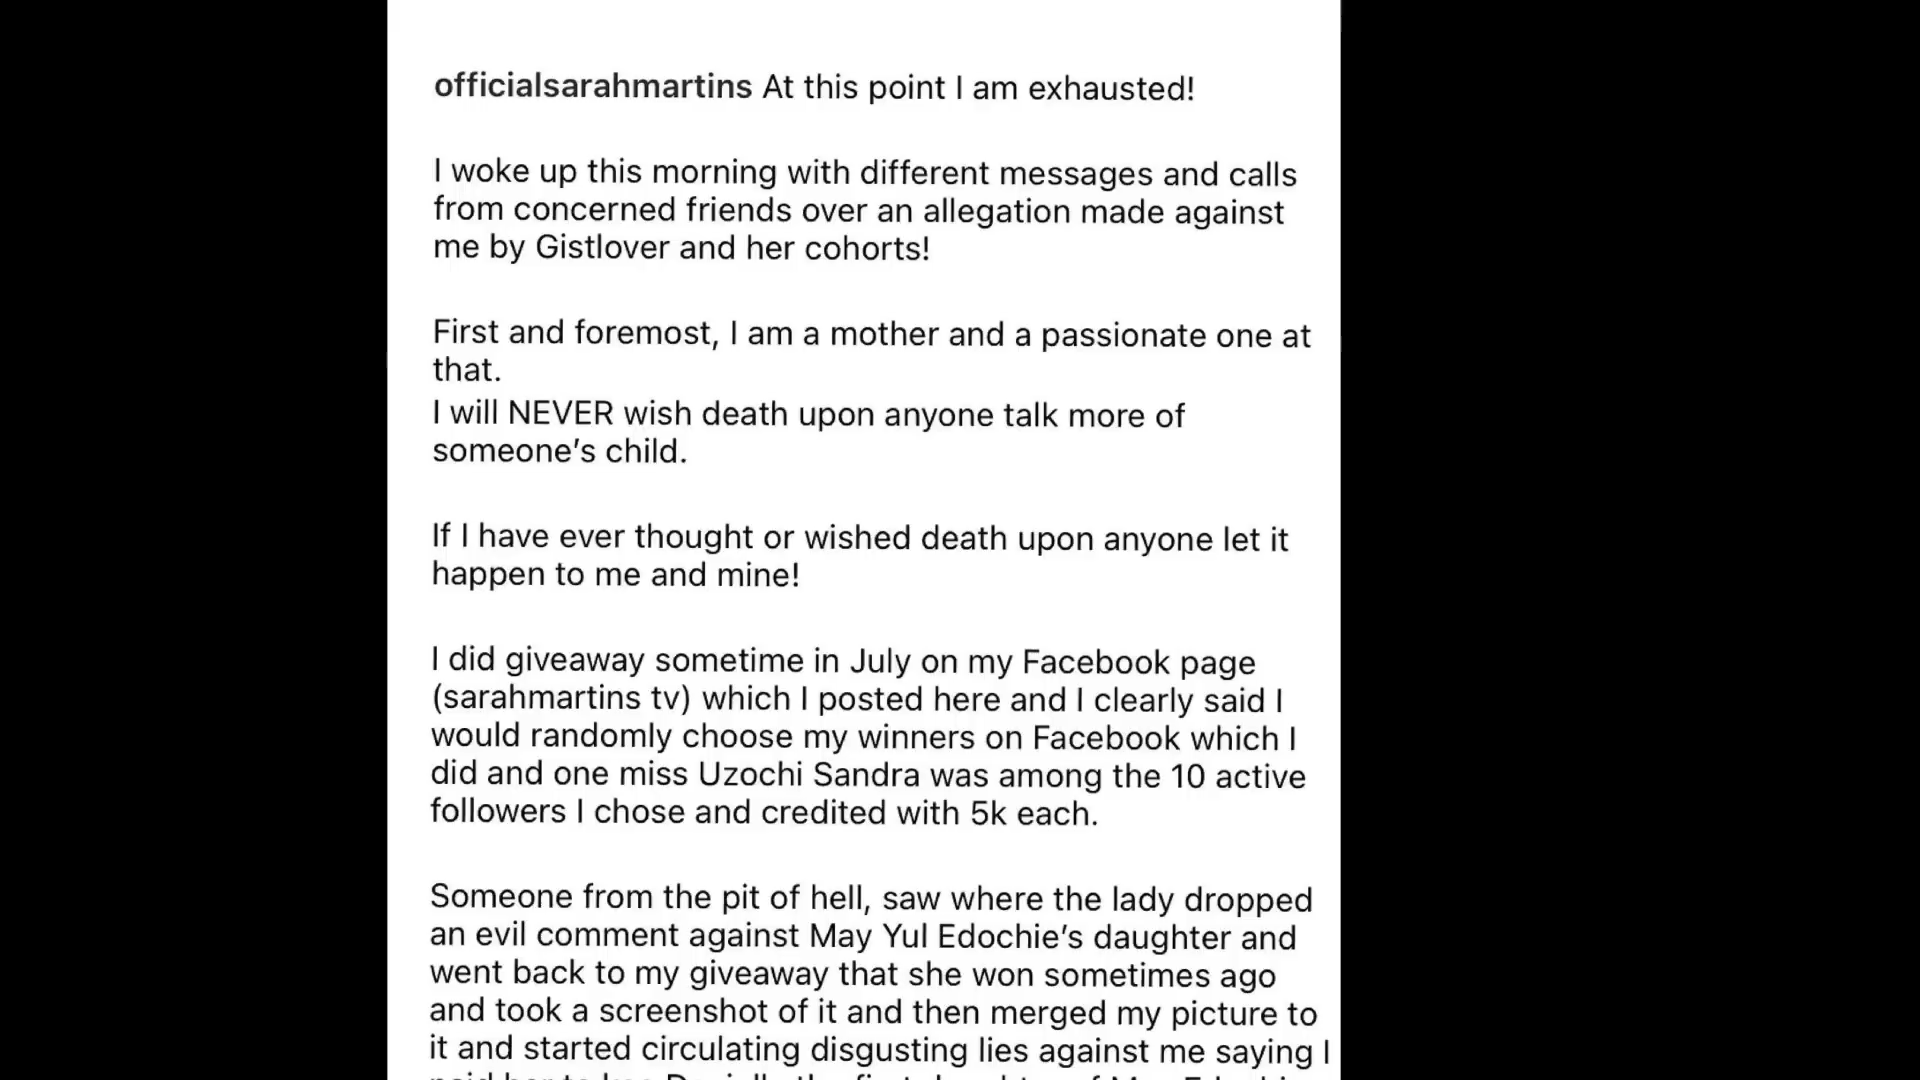 officialsarahmartins At this point I am exhausted!
I woke up this morning with different messages and calls
from concerned friends over an allegation made against
me by Gistlover and her cohorts!
First and foremost, I am a mother and a passionate one at
that.
I will NEVER wish death upon anyone talk more of
someone's child.
If I have ever thought or wished death upon anyone let it
happen to me and mine!
I did giveaway sometime in July on my Facebook page
(sarahmartins tv) which I posted here and I clearly said I
would randomly choose my winners on Facebook which I
did and one miss Uzochi Sandra was among the 10 active
followers I chose and credited with 5k each.
Someone from the pit of hell, saw where the lady dropped
an evil comment against May Yul Edochie's daughter and
went back to my giveaway that she won sometimes ago
and took a screenshot of it and then merged my picture to
it and started circulating disgusting lies against me saying I